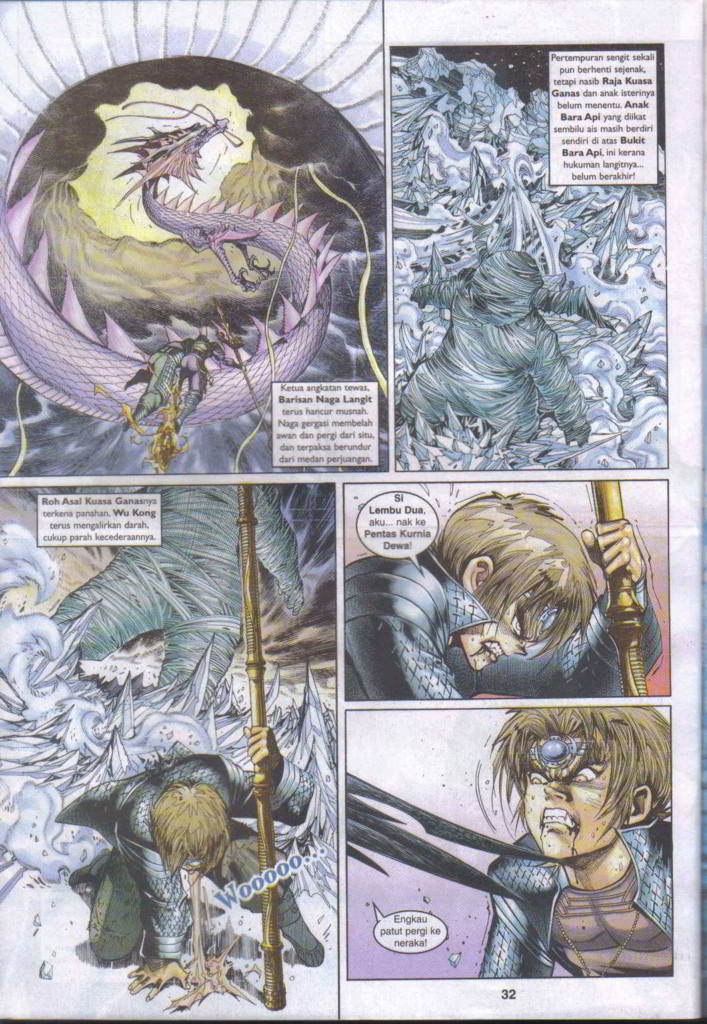 Ketua angkatan tewas,
Barisan Naga Langit
terus hancur musnah.
Naga gergasi membelah
awan dan pergi dari situ,
dan terpaksa berundur
dari medan perjuangan.
Pertempuran sengit sekali
pun berhenti sejenak,
tetapi nasib Raja Kuasa
Ganas dan anak isterinya
belum menentu. Anak
Bara Api yang diikat
sembilu ais masih berdiri
sendiri di atas Bukit
Bara Api, ini kerana
hukuman langitnya...
belum berakhir!
Roh Asal Kuasa Ganasnya
terkena panahan, Wu Kong
terus mengalirkan darah,
cukup parah kecederaannya.
Wooooo...
Si
Lembu Dua,
aku... nak ke
Pentas Kurnia
Dewa!
Engkau
patut pergi ke
neraka!
32